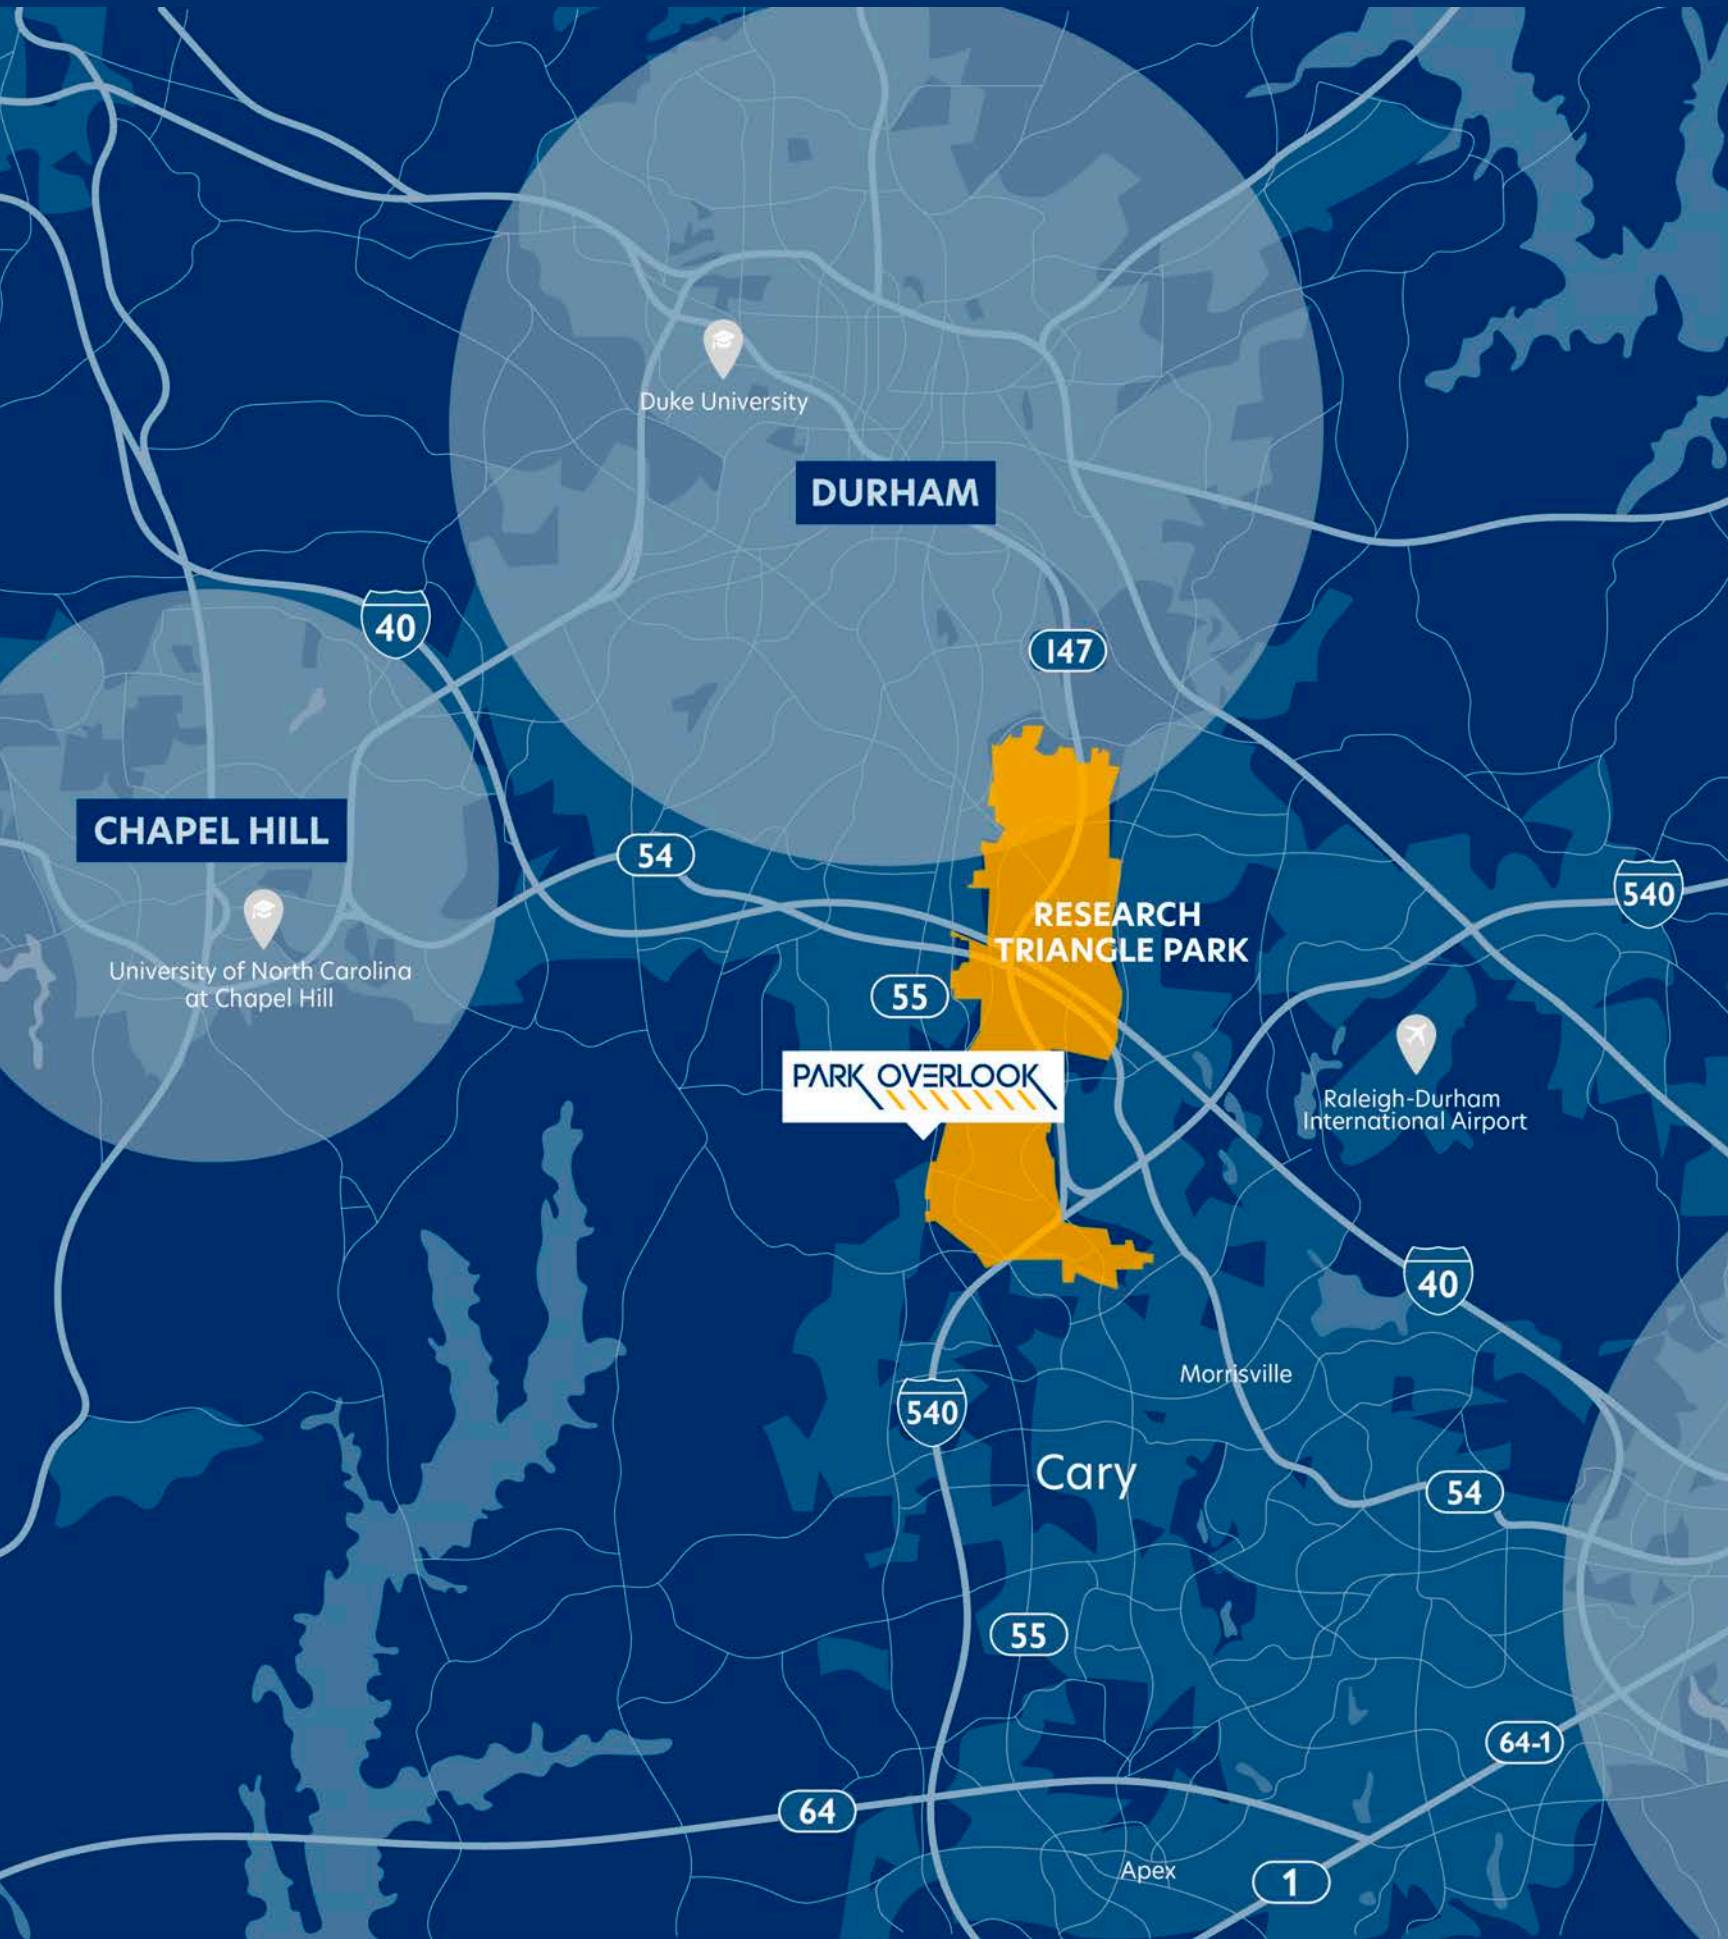 Duke University
DURHAM
40
147
CHAPEL HILL
54
540
RESEARCH
TRIANGLE PARK
University of North Carolina
at Chapel Hill
55
PARK OVERLOOK
Raleigh-Durham
International Airport
40
Morrisville
540
Cary
54
55
64-1
64
Apex
1